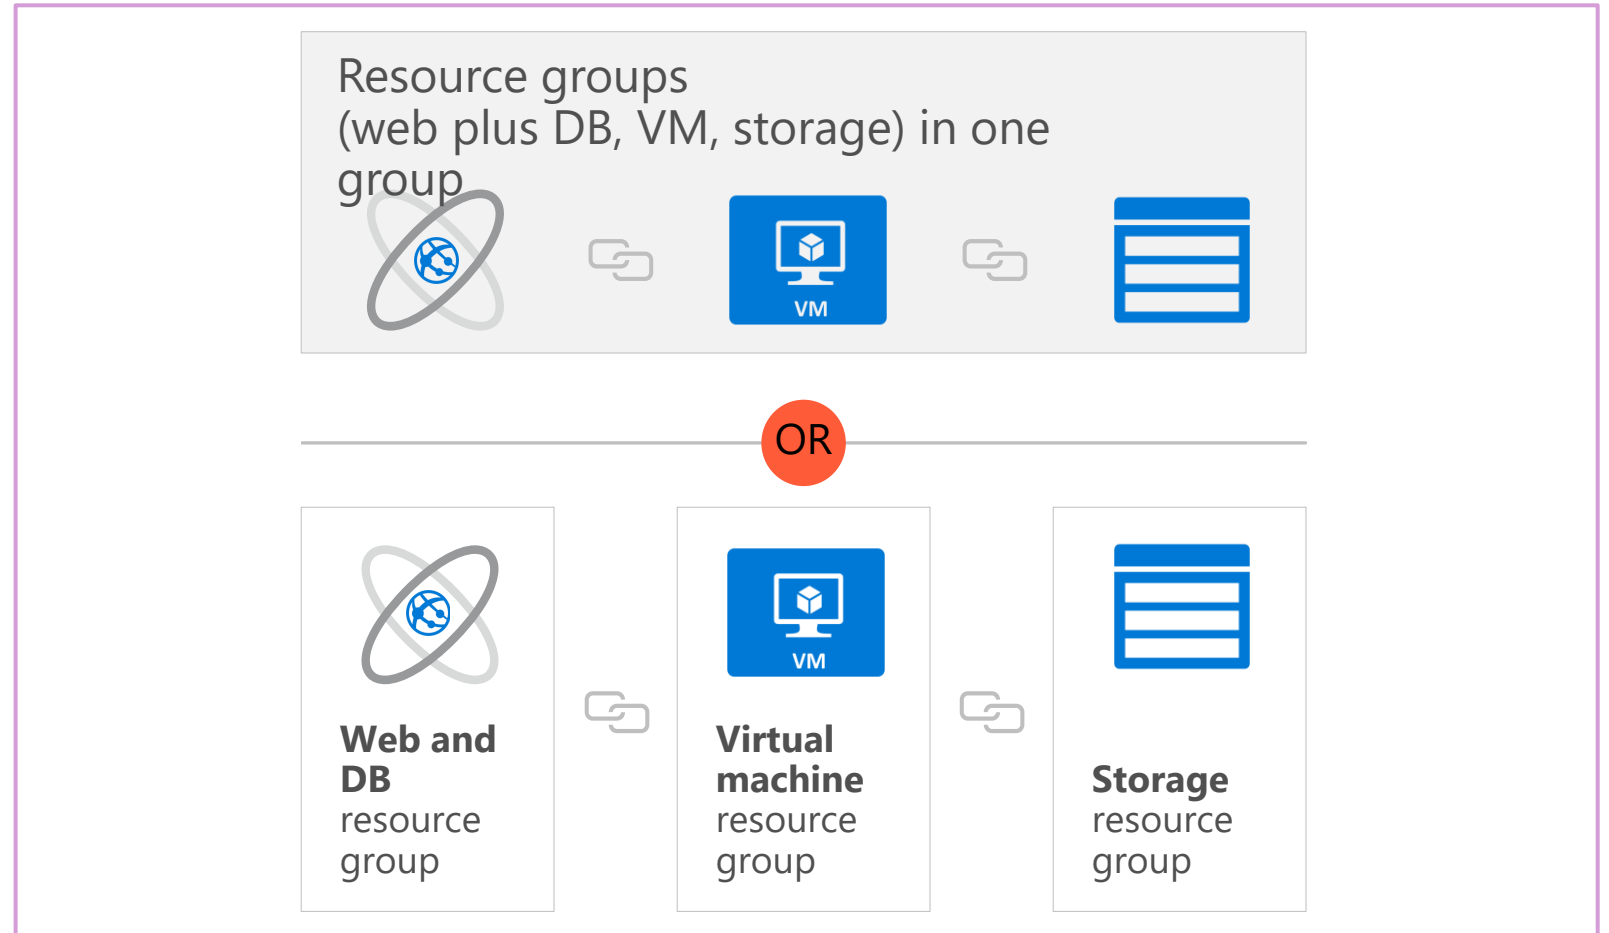 Resource groups
(web plus DB, VM, storage) in one
group
VM
OR
VM
Web and
DB
resource
group
Virtual
machine
resource
group
Storage
resource
group